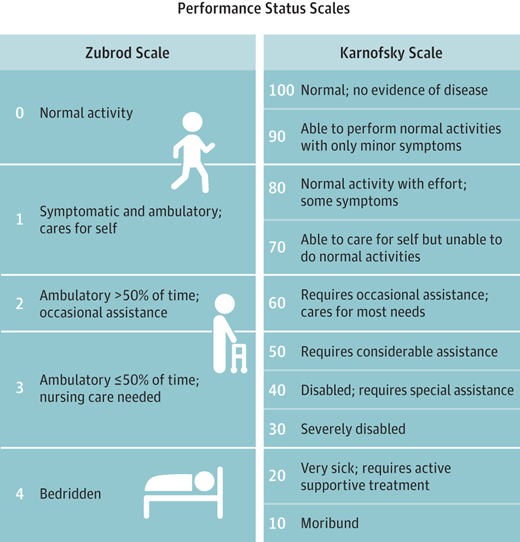 Performance Status Scales
Zubrod Scale
0 Normal activity
1 Symptomatic and ambulatory;
cares for self
2 Ambulatory >50% of time;
occasional assistance
3 Ambulatory ≤50% of time;
nursing care needed
4 Bedridden
Karnofsky Scale
100 Normal; no evidence of disease
90 Able to perform normal activities
with only minor symptoms
80 Normal activity with effort;
some symptoms
70 Able to care for self but unable to
do normal activities
60 Requires occasional assistance;
cares for most needs
50 Requires considerable assistance
40 Disabled; requires special assistance
30 Severely disabled
20 Very sick; requires active
supportive treatment
10 Moribund